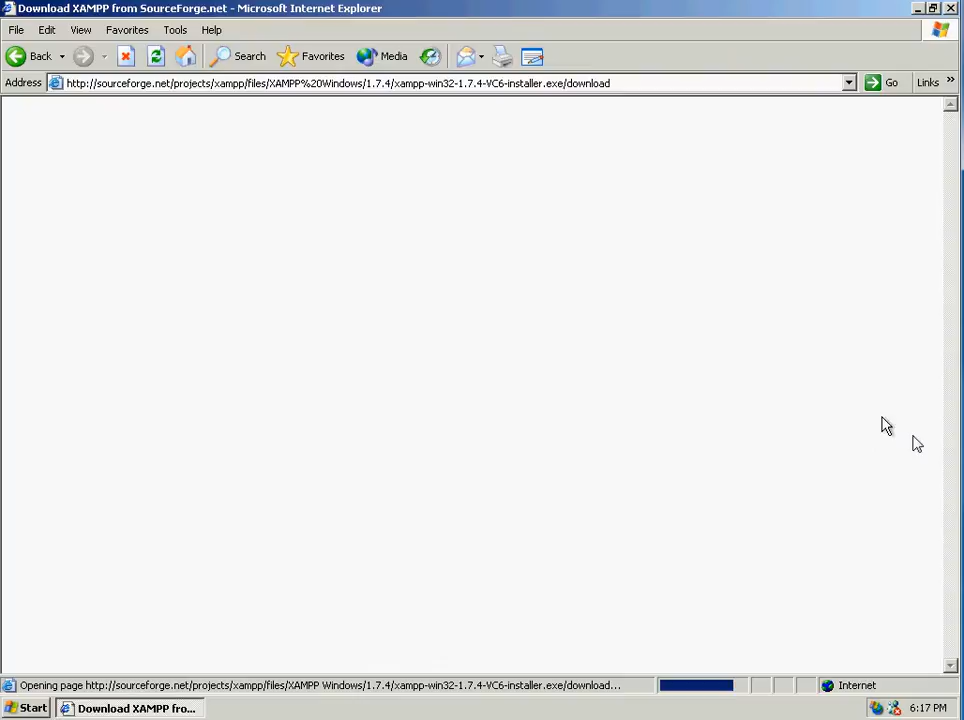 Download XAMPP from SourceForge.net - Microsoft Internet Explorer
File Edit View Favorites Tools Help
Back Search Favorites Media
Address http://sourceforge.net/projects/xampp/files/XAMPP%20Windows/1.7.4/xampp-win32-1.7.4-VC6-installer.exe/download Go Links »
Opening page http://sourceforge.net/projects/xampp/files/XAMPP Windows/1.7.4/xampp-win32-1.7.4-VC6-installer.exe/download... Internet
Start Download XAMPP fro... 6:17 PM